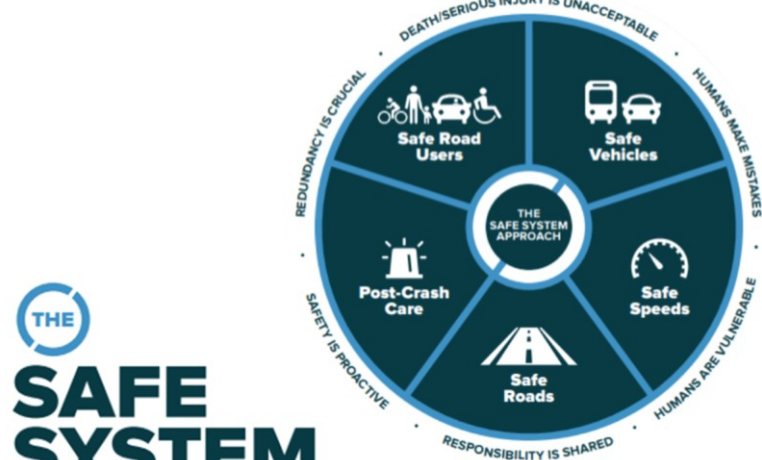 DEATH/SERIOUS INJURY IS UNACCEPTABLE
HUMANS MAKE MISTAKES
HUMANS ARE VULNERABLE
RESPONSIBILITY IS SHARED
SAFETY IS PROACTIVE
REDUNDANCY IS CRUCIAL
Safe Road
Users
Safe
Vehicles
THE
SAFE SYSTEM
APPROACH
Post-Crash
Care
Safe
Speeds
Safe
Roads
THE
SAFE
SYSTEM